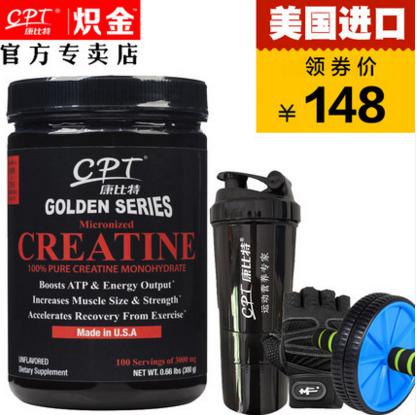 CPT® 炽金®
康比特
官方专卖店
美国进口
领券价
¥148
CPT®
康比特
GOLDEN SERIES
Micronized
CREATINE
100% PURE CREATINE MONOHYDRATE
Boosts ATP & Energy Output*
Increases Muscle Size & Strength*
Accelerates Recovery From Exercise*
Made in U.S.A
UNFLAVORED
Dietary Supplement
100 Servings of 3000 mg
NET WT. 0.66 lbs (300 g)
CPT® 康比特
运动营养专家